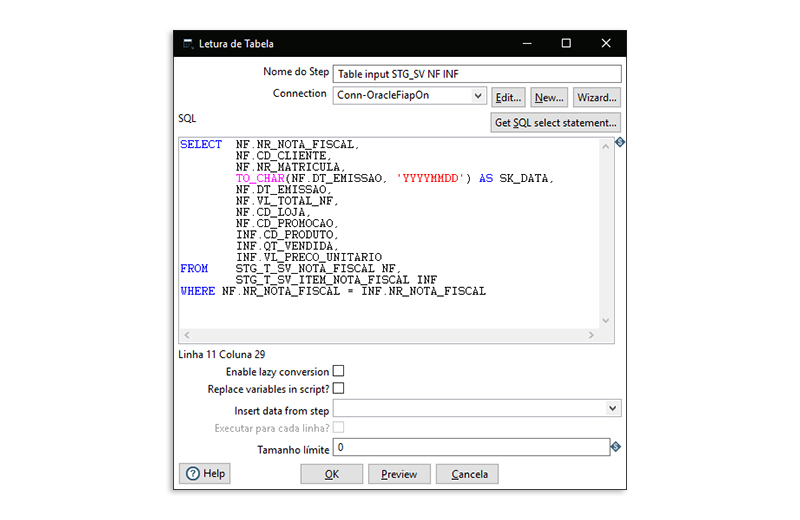 Letura de Tabela
Nome do Step Table input STG_SV NF INF
Connection Conn-OracleFiapOn Edit... New... Wizard...
SQL Get SQL select statement...
SELECT NF.NR_NOTA_FISCAL,
NF.CD_CLIENTE,
NF.NR_MATRICULA,
TO_CHAR(NF.DT_EMISSAO, 'YYYYMMDD') AS SK_DATA,
NF.DT_EMISSAO,
NF.VL_TOTAL_NF,
NF.CD_LOJA,
NF.CD_PROMOCAO,
INF.CD_PRODUTO,
INF.QT_VENDIDA,
INF.VL_PRECO_UNITARIO
FROM STG_T_SV_NOTA_FISCAL NF,
STG_T_SV_ITEM_NOTA_FISCAL INF
WHERE NF.NR_NOTA_FISCAL = INF.NR_NOTA_FISCAL
Linha 11 Coluna 29
Enable lazy conversion
Replace variables in script?
Insert data from step
Executar para cada linha?
Tamanho límite 0
Help OK Preview Cancela